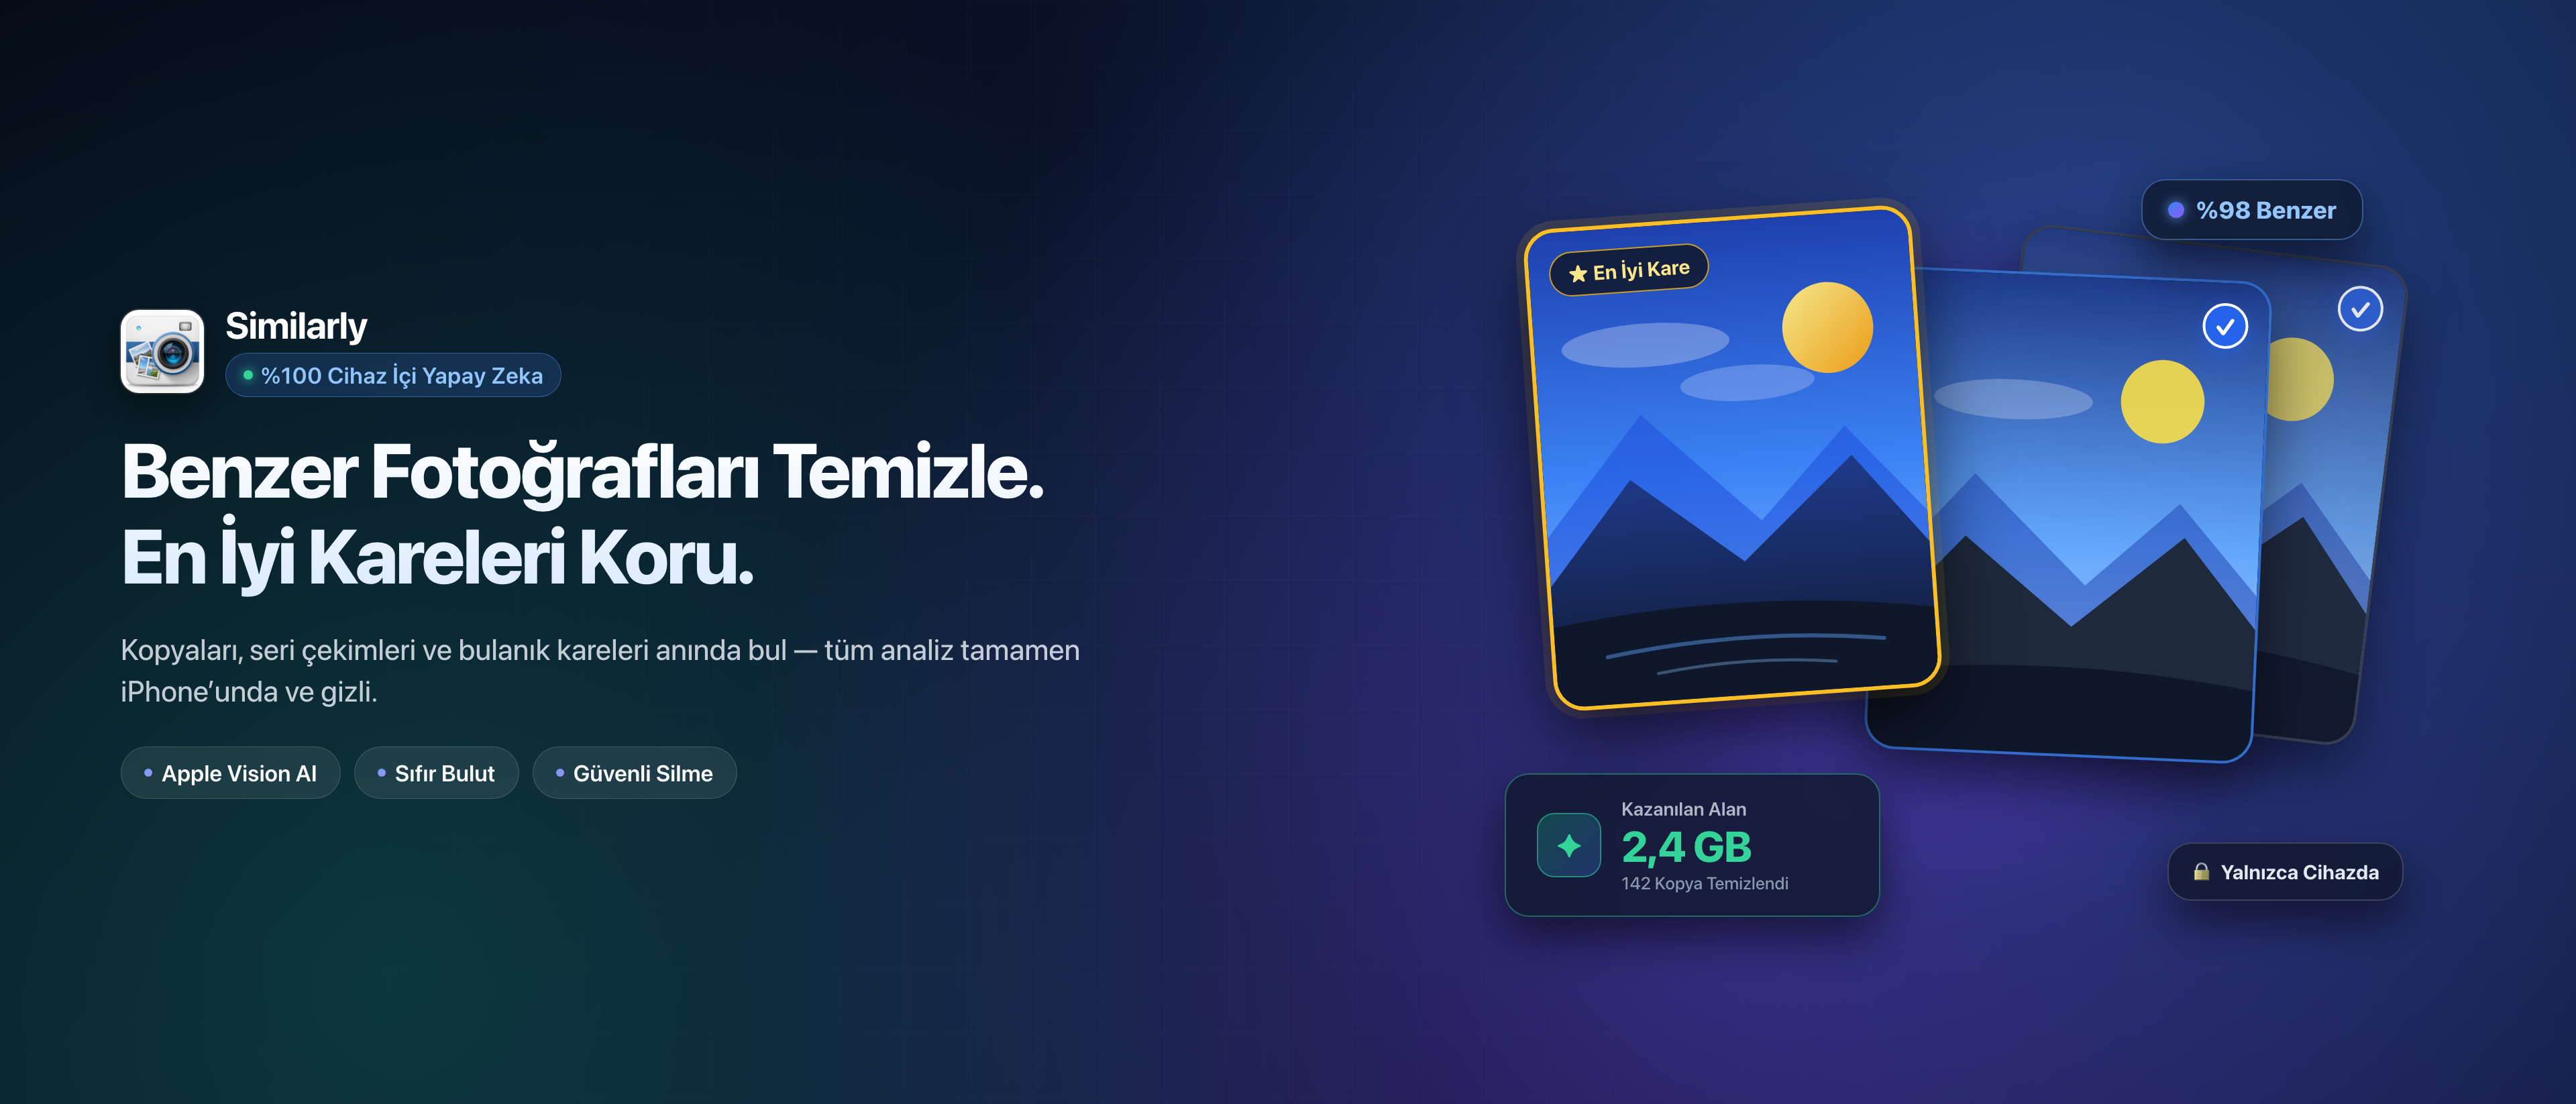 Similarly
%100 Cihaz İçi Yapay Zeka
Benzer Fotoğrafları Temizle.
En İyi Kareleri Koru.
Kopyaları, seri çekimleri ve bulanık kareleri anında bul — tüm analiz tamamen
iPhone’unda ve gizli.
Apple Vision AI
Sıfır Bulut
Güvenli Silme
En İyi Kare
%98 Benzer
Kazanılan Alan
2,4 GB
142 Kopya Temizlendi
Yalnızca Cihazda